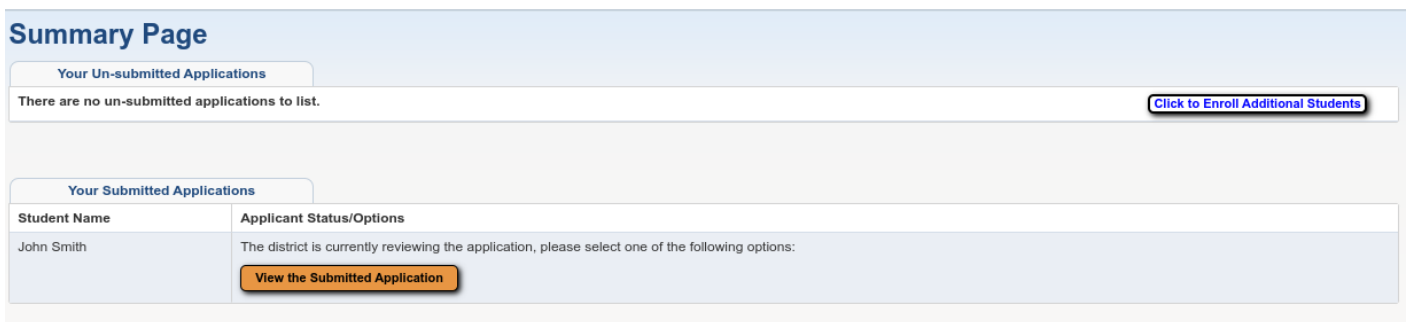 Summary Page
Your Un-submitted Applications
There are no un-submitted applications to list.
Click to Enroll Additional Students
Your Submitted Applications
Student Name
Applicant Status/Options
John Smith
The district is currently reviewing the application, please select one of the following options:
View the Submitted Application